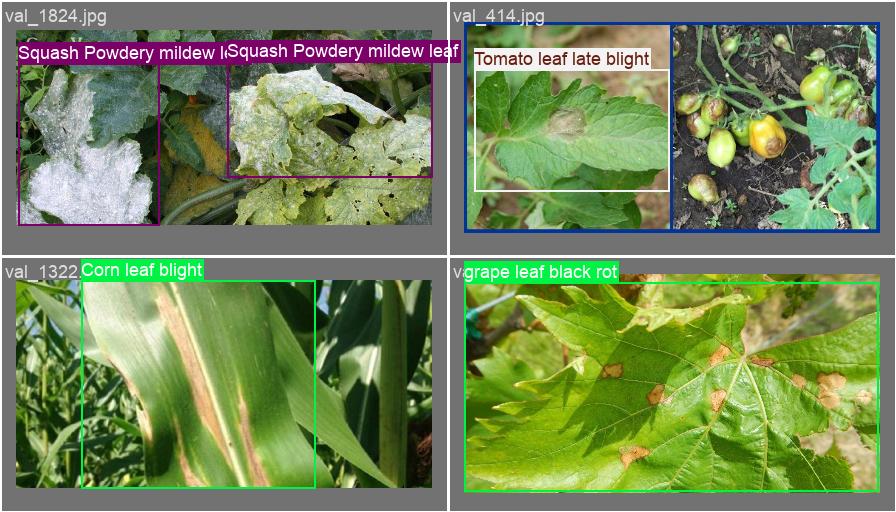 val_1824.jpg
Squash Powdery mildew
Squash Powdery mildew leaf
val_414.jpg
Tomato leaf late blight
val_1322.
Corn leaf blight
grape leaf black rot